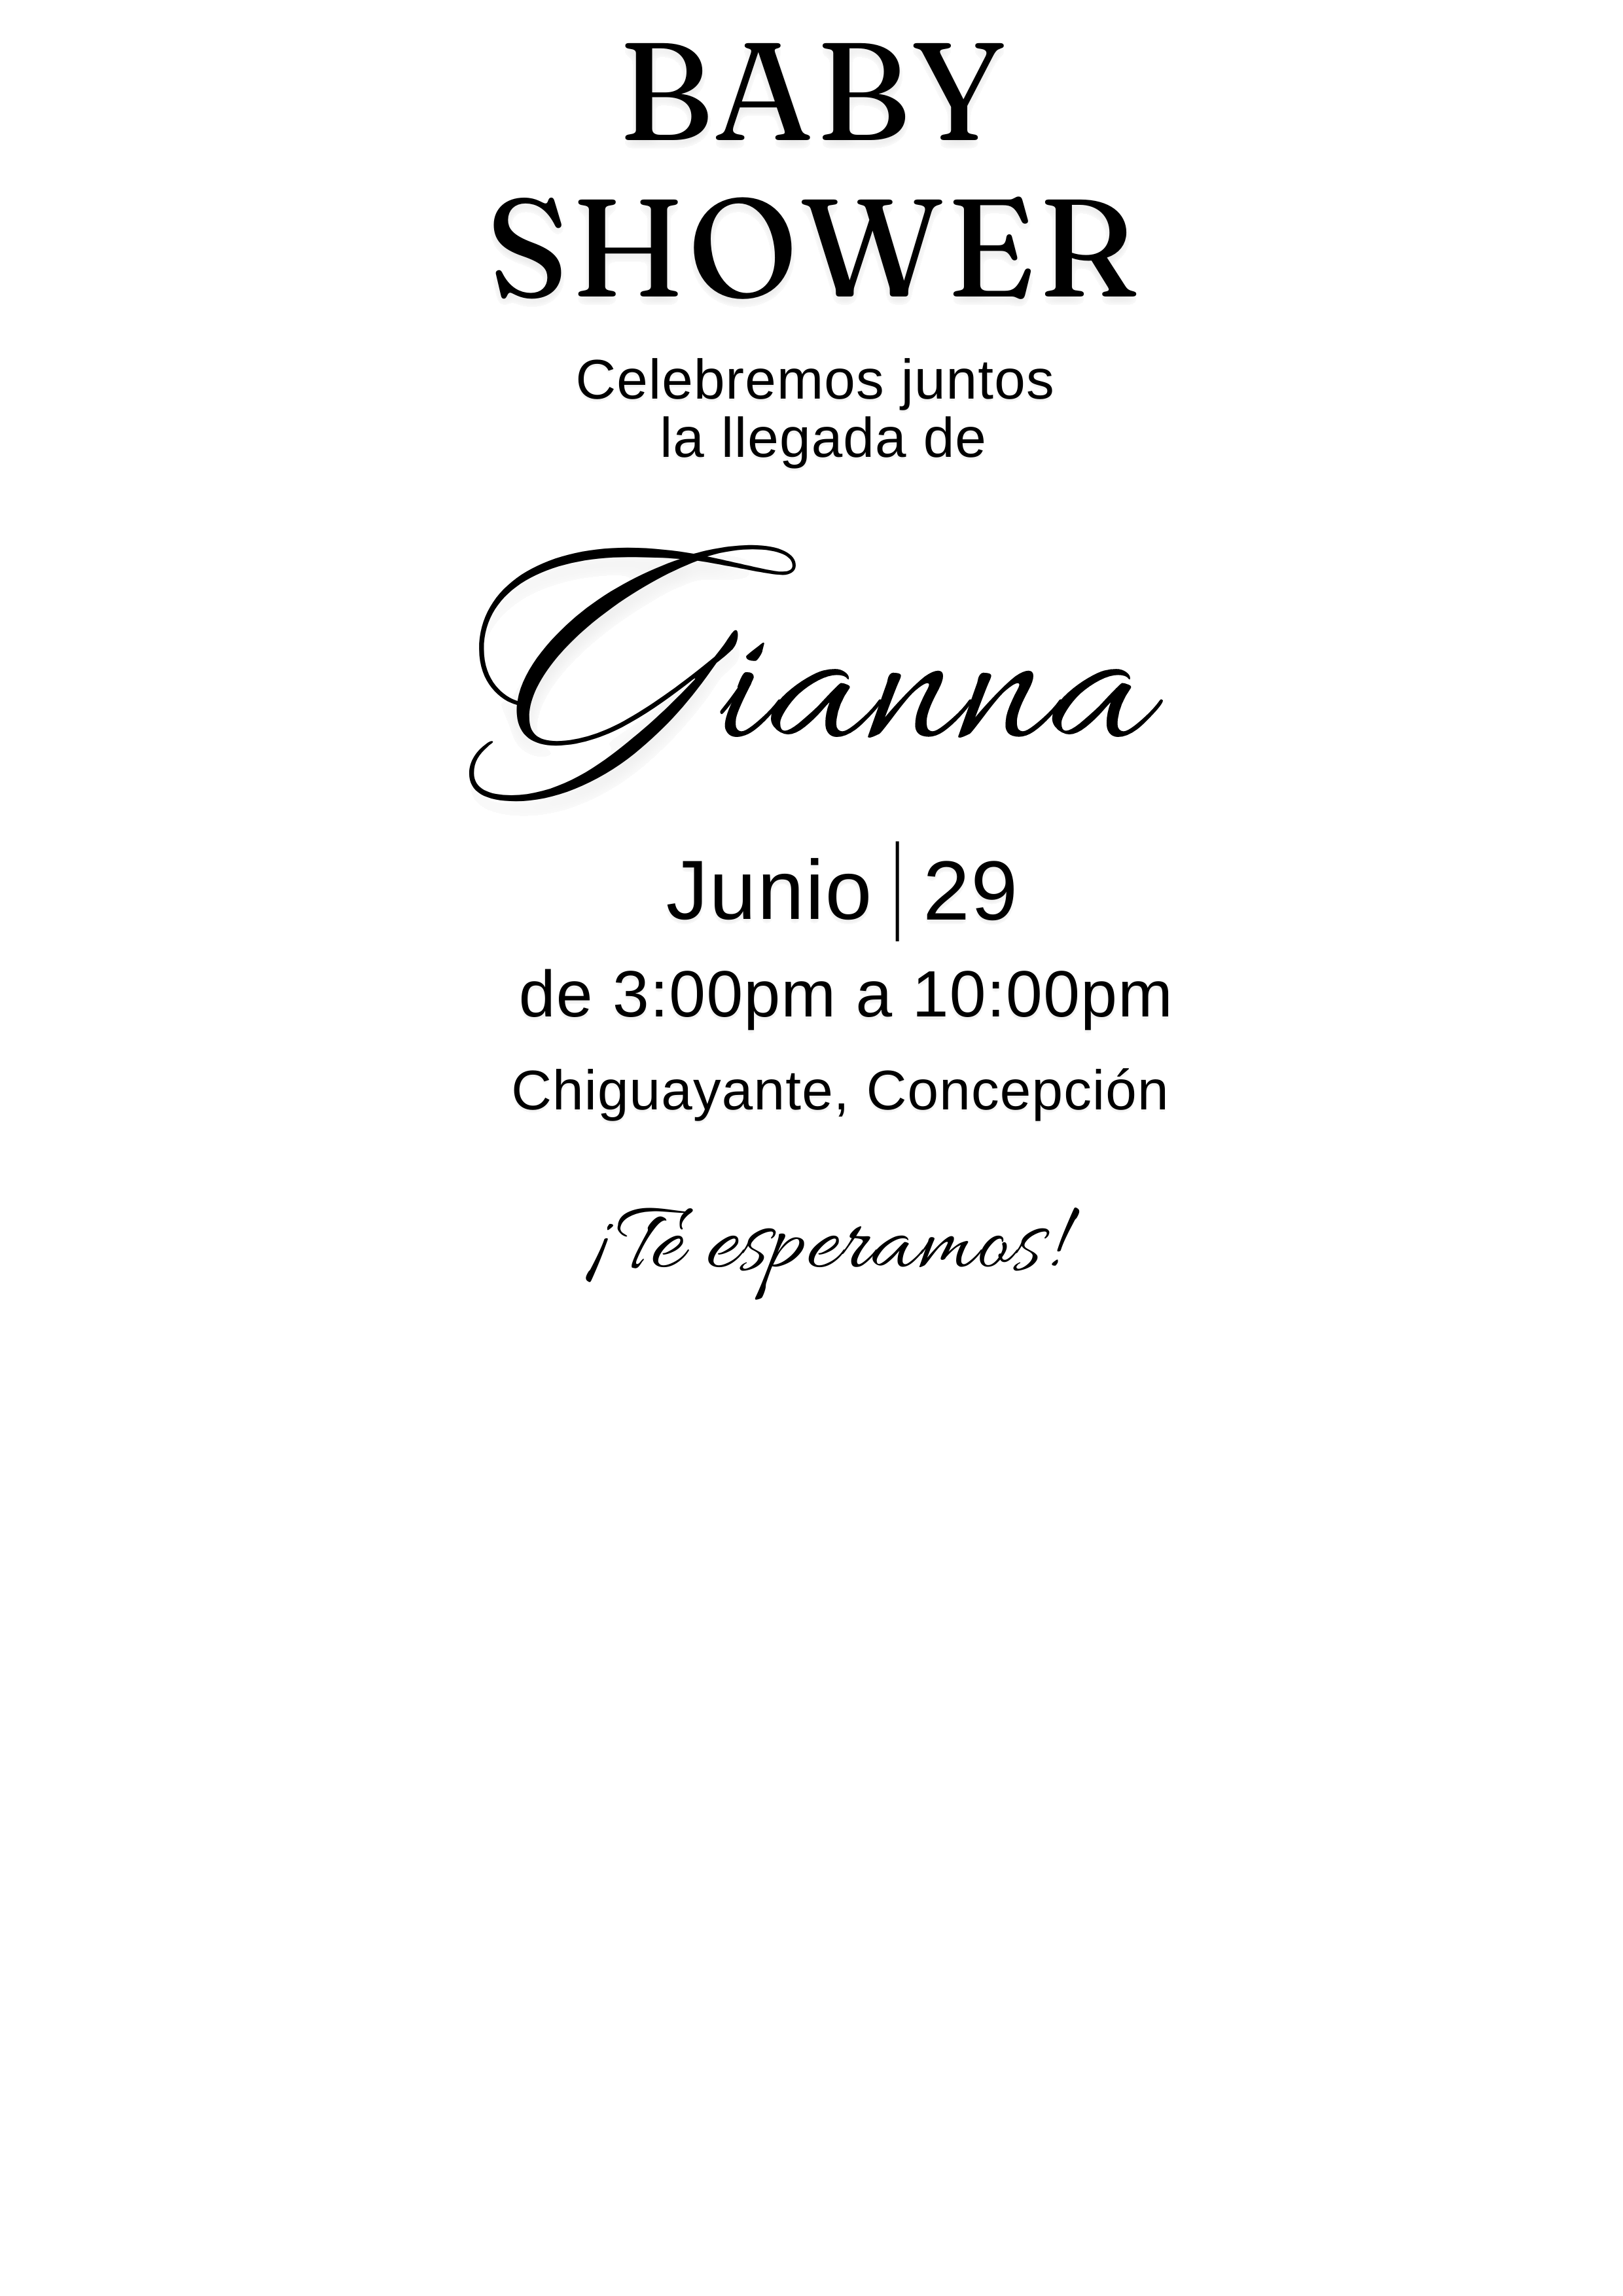 BABY
SHOWER
Celebremos juntos
la llegada de
Gianna
Junio | 29
de 3:00pm a 10:00pm
Chiguayante, Concepción
¡Te esperamos!